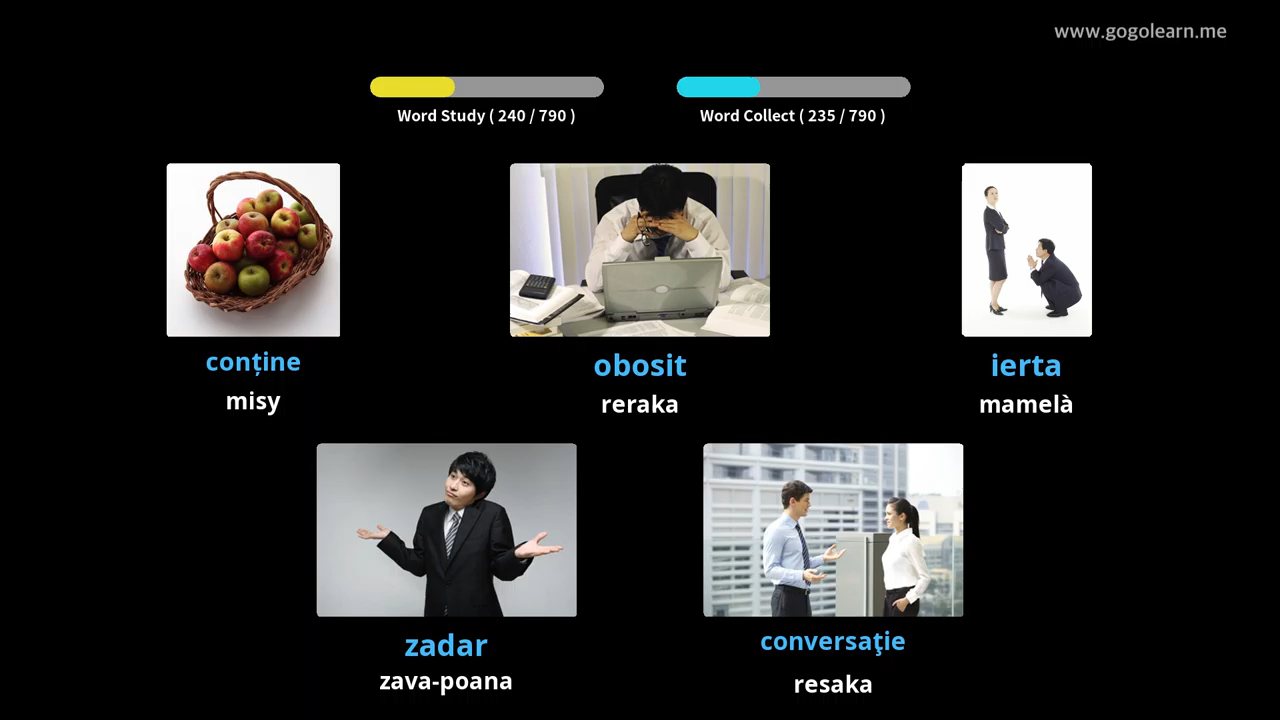 www.gogolearn.me
Word Study ( 240 / 790 )
Word Collect ( 235 / 790 )
conține
misy
obosit
reraka
ierta
mamelà
zadar
zava-poana
conversaţie
resaka